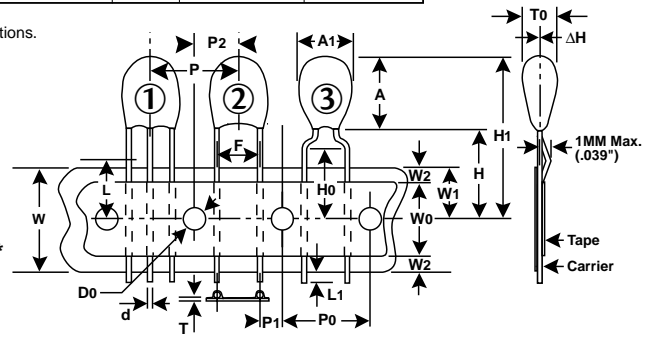 tions.
P2
A1
T0
ΔH
P
1
2
3
A
H1
1MM Max.
(.039")
F
H
L
H0
W2
W1
W
W0
*
Tape
W2
D0
Carrier
L1
d
T
P1
P0